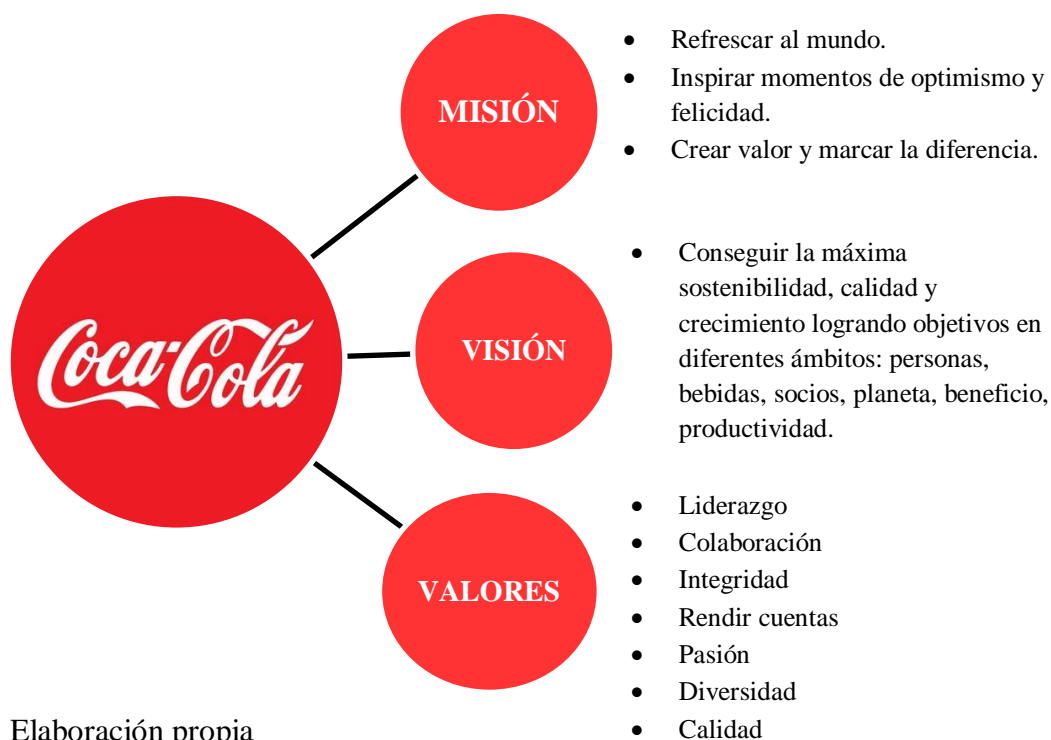 Coca-Cola
MISIÓN
• Refrescar al mundo.
• Inspirar momentos de optimismo y
felicidad.
• Crear valor y marcar la diferencia.
VISIÓN
• Conseguir la máxima
sostenibilidad, calidad y
crecimiento logrando objetivos en
diferentes ámbitos: personas,
bebidas, socios, planeta, beneficio,
productividad.
VALORES
• Liderazgo
• Colaboración
• Integridad
• Rendir cuentas
• Pasión
• Diversidad
• Calidad
Elaboración propia